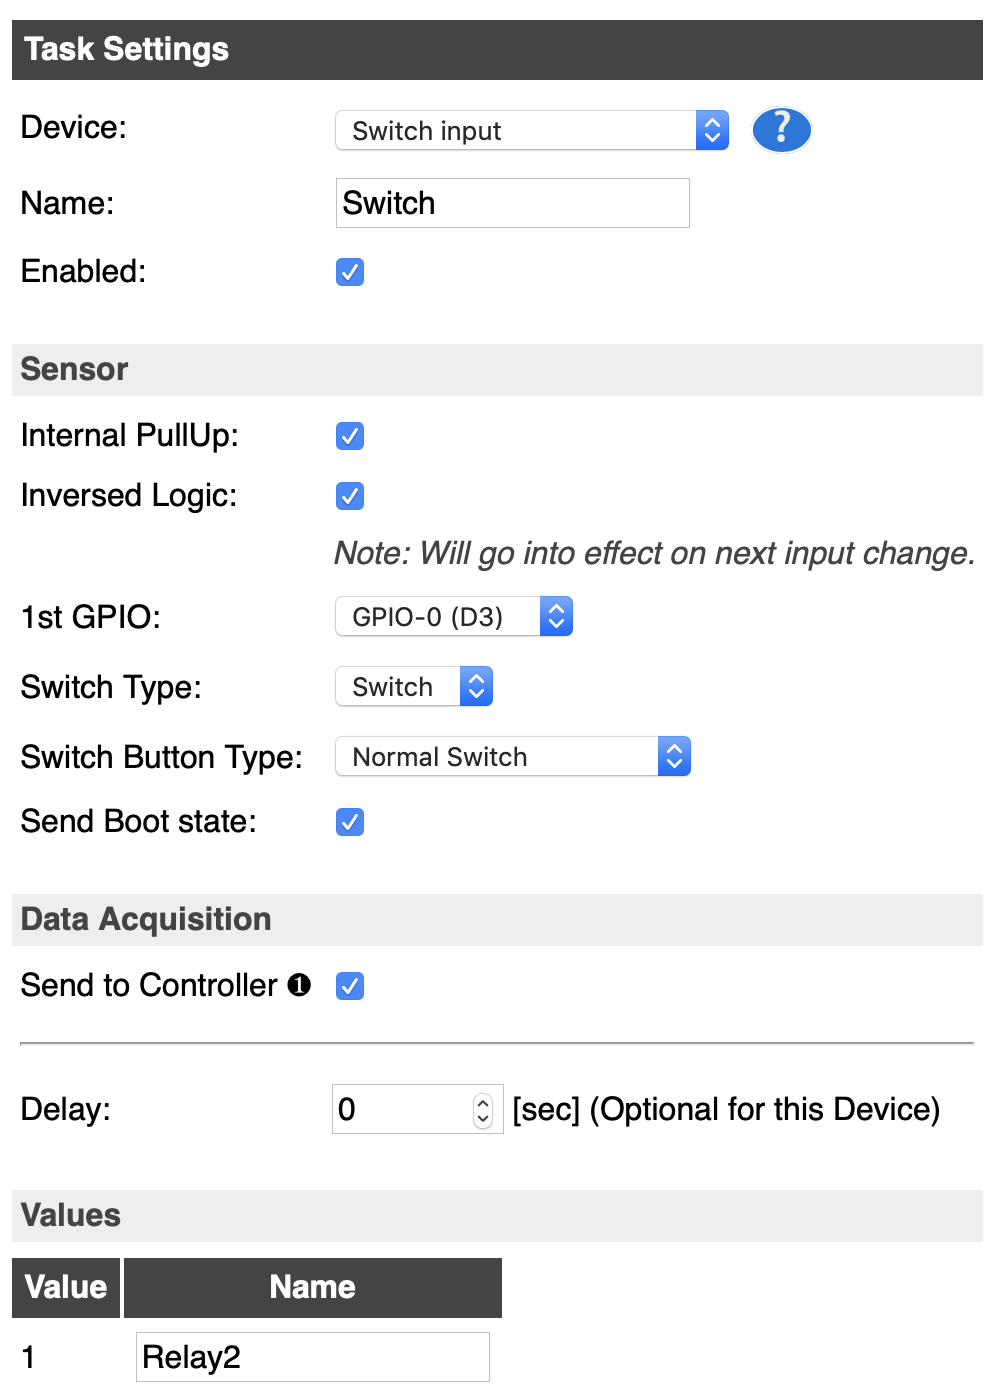 Task Settings
Device: Switch input ?
Name: Switch
Enabled:
Sensor
Internal PullUp:
Inversed Logic:
Note: Will go into effect on next input change.
1st GPIO: GPIO-0 (D3)
Switch Type: Switch
Switch Button Type: Normal Switch
Send Boot state:
Data Acquisition
Send to Controller ❶
Delay: 0 [sec] (Optional for this Device)
Values
Value Name
1 Relay2